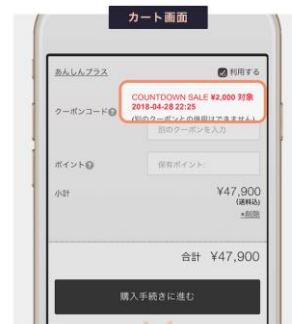 カート画面
あんしんプラス
利用する
COUNTDOWN SALE ¥2,000 対象
2018-04-28 22:25
クーポンコード
(別のクーポンとの併用はできません)
別のクーポンを入力
ポイント
保有ポイント:
小計
¥47,900
(送料込)
×削除
合計 ¥47,900
購入手続きに進む